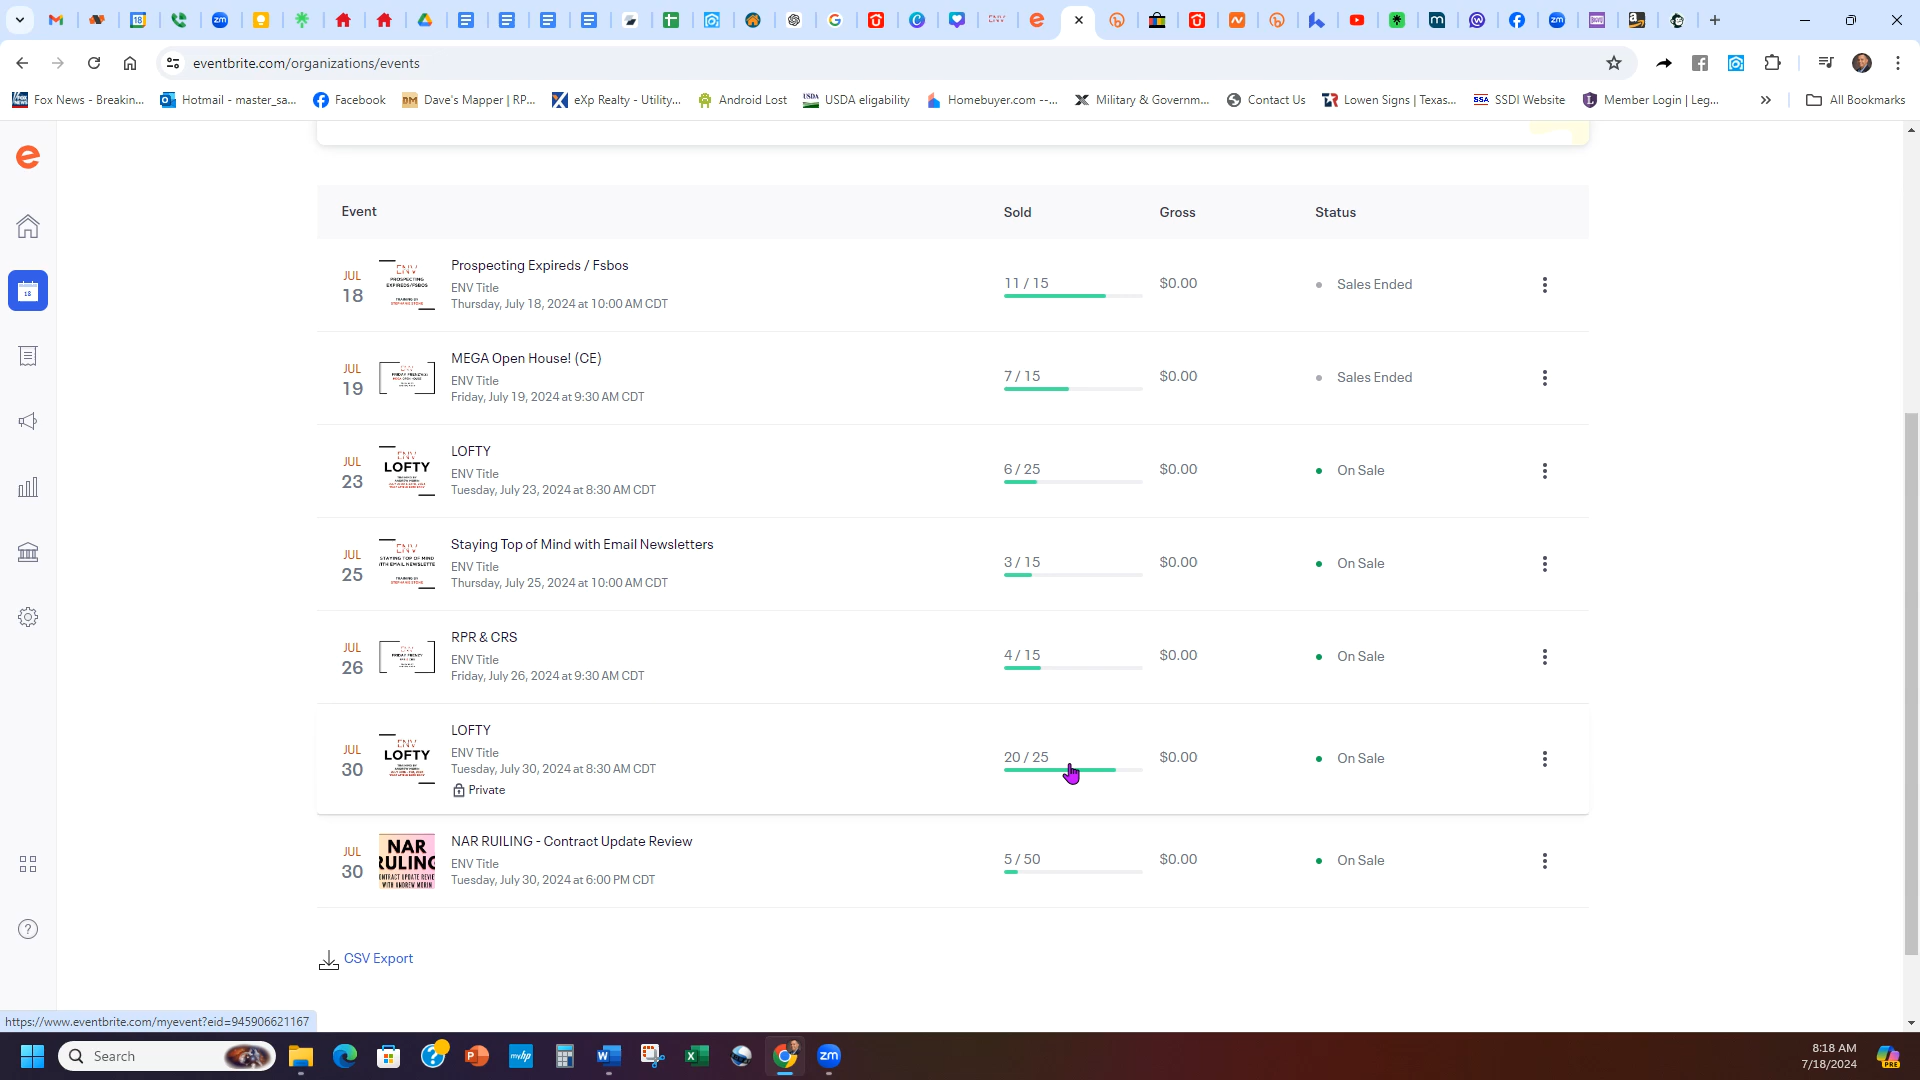 eventbrite.com/organizations/events
Fox News - Breakin... Hotmail - master_sa... Facebook Dave's Mapper | RP... eXp Realty - Utility... Android Lost USDA eligibility Homebuyer.com --... Military & Governm... Contact Us Lowen Signs | Texas... SSDI Website Member Login | Leg... » All Bookmarks
Event Sold Gross Status
JUL
18
Prospecting Expireds / Fsbos
ENV Title
Thursday, July 18, 2024 at 10:00 AM CDT
11 / 15 $0.00 Sales Ended
JUL
19
MEGA Open House! (CE)
ENV Title
Friday, July 19, 2024 at 9:30 AM CDT
7 / 15 $0.00 Sales Ended
JUL
23
LOFTY
LOFTY
ENV Title
Tuesday, July 23, 2024 at 8:30 AM CDT
6 / 25 $0.00 On Sale
JUL
25
Staying Top of Mind with Email Newsletters
ENV Title
Thursday, July 25, 2024 at 10:00 AM CDT
3 / 15 $0.00 On Sale
JUL
26
RPR & CRS
ENV Title
Friday, July 26, 2024 at 9:30 AM CDT
4 / 15 $0.00 On Sale
JUL
30
LOFTY
LOFTY
ENV Title
Tuesday, July 30, 2024 at 8:30 AM CDT
Private
20 / 25 $0.00 On Sale
JUL
30
NAR
RULING
NAR RUILING - Contract Update Review
ENV Title
Tuesday, July 30, 2024 at 6:00 PM CDT
5 / 50 $0.00 On Sale
CSV Export
https://www.eventbrite.com/myevent?eid=945906621167
Search
8:18 AM
7/18/2024